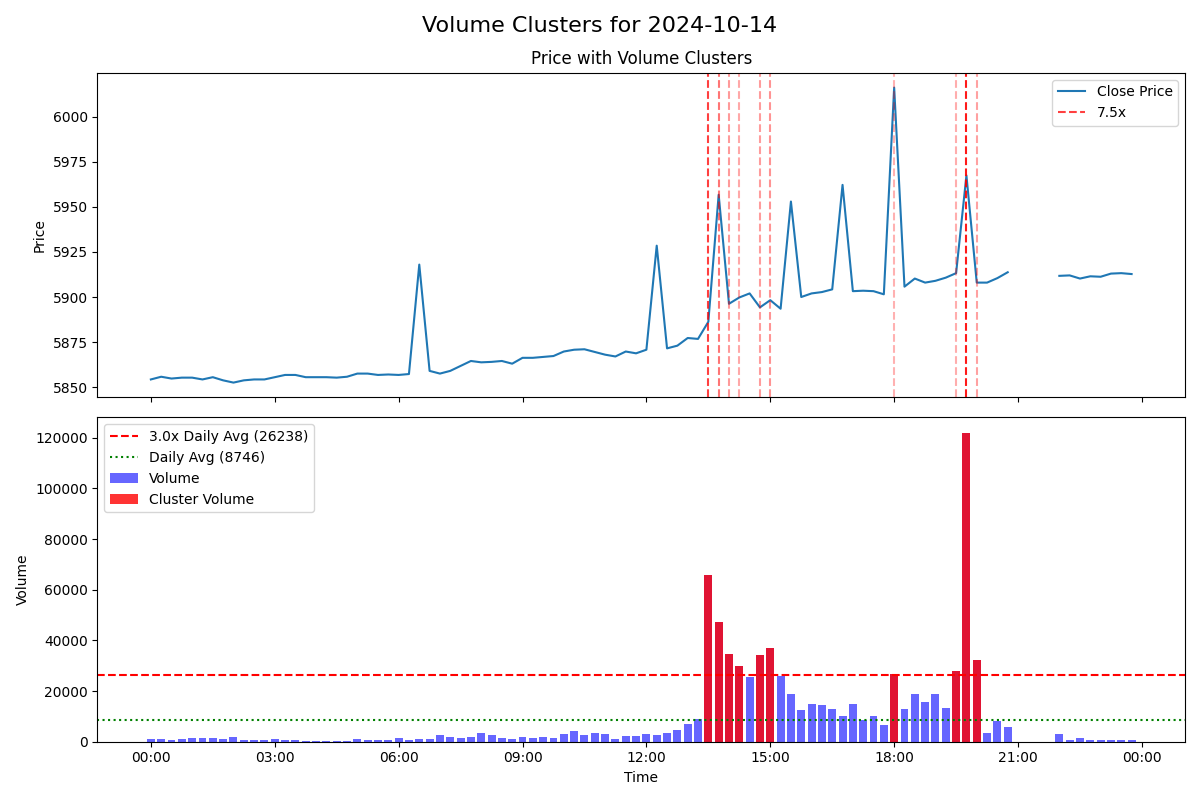 Volume Clusters for 2024-10-14
Price with Volume Clusters
Price
6000
5975
5950
5925
5900
5875
5850
Close Price
7.5x
Volume
120000
100000
80000
60000
40000
20000
0
3.0x Daily Avg (26238)
Daily Avg (8746)
Volume
Cluster Volume
00:00 03:00 06:00 09:00 12:00 15:00 18:00 21:00 00:00
Time